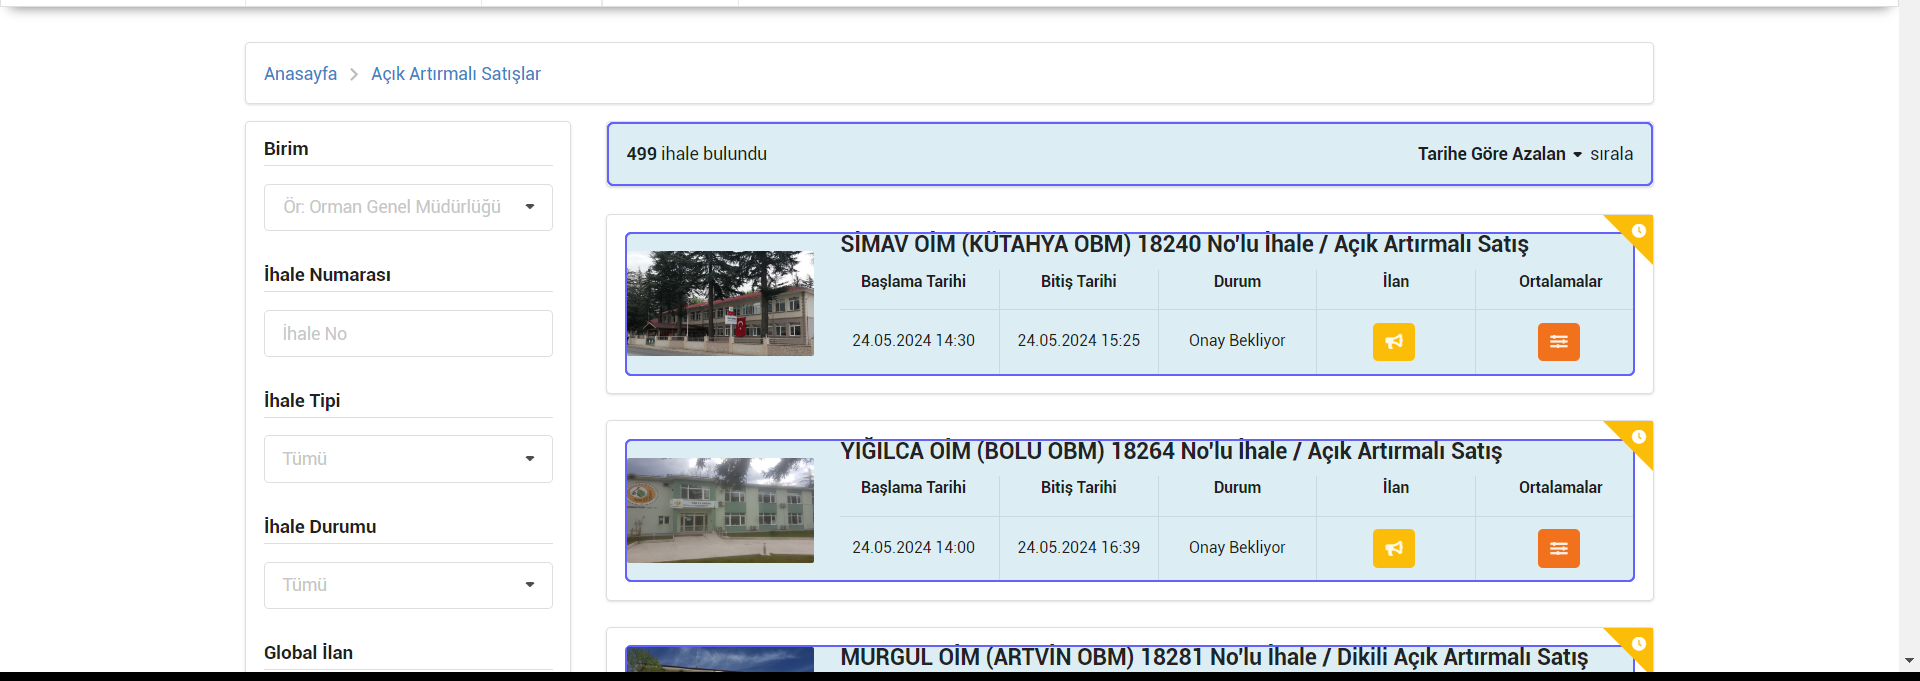 Anasayfa > Açık Artırmalı Satışlar
Birim
Ör: Orman Genel Müdürlüğü
İhale Numarası
İhale No
İhale Tipi
Tümü
İhale Durumu
Tümü
Global İlan
499 ihale bulundu
Tarihe Göre Azalan sırala
SİMAV OİM (KÜTAHYA OBM) 18240 No'lu İhale / Açık Artırmalı Satış
Başlama Tarihi Bitiş Tarihi Durum İlan Ortalamalar
24.05.2024 14:30 24.05.2024 15:25 Onay Bekliyor
YIĞILCA OİM (BOLU OBM) 18264 No'lu İhale / Açık Artırmalı Satış
Başlama Tarihi Bitiş Tarihi Durum İlan Ortalamalar
24.05.2024 14:00 24.05.2024 16:39 Onay Bekliyor
MURGUL OİM (ARTVİN OBM) 18281 No'lu İhale / Dikili Açık Artırmalı Satış